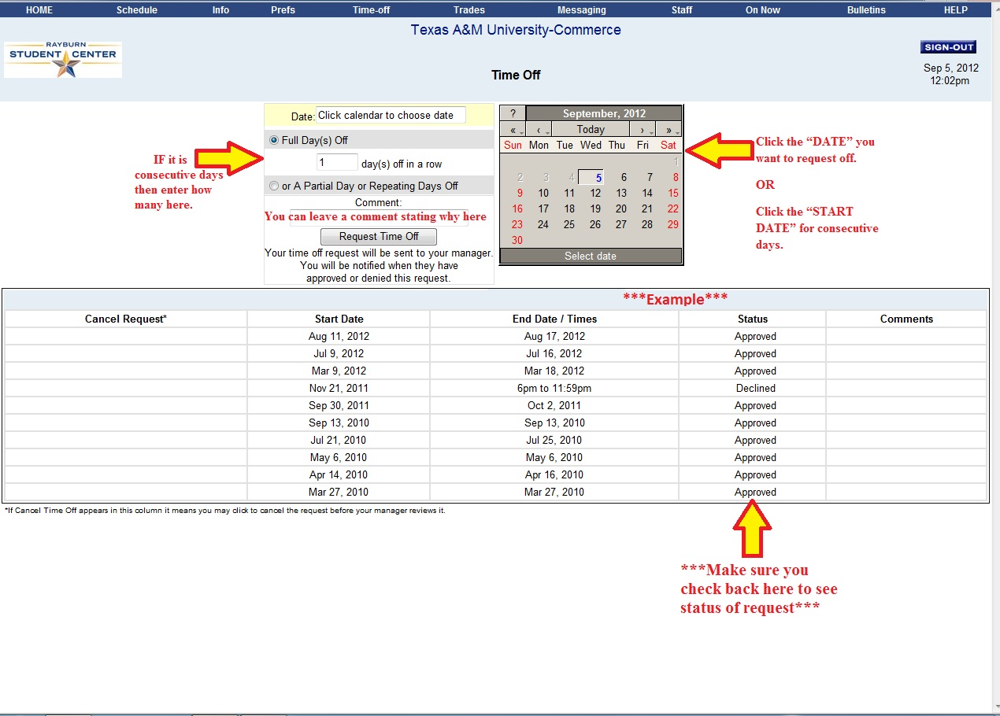 HOME Schedule Info Prefs Time-off Trades Messaging Staff On Now Bulletins HELP
Texas A&M University-Commerce
RAYBURN
STUDENT CENTER
SIGN-OUT
Sep 5, 2012
12:02pm
Time Off
Date: Click calendar to choose date
Full Day(s) Off
1 day(s) off in a row
or A Partial Day or Repeating Days Off
Comment:
You can leave a comment stating why here
Request Time Off
Your time off request will be sent to your manager.
You will be notified when they have
approved or denied this request.
IF it is
consecutive days
then enter how
many here.
? September, 2012
« ‹ Today › »
Sun Mon Tue Wed Thu Fri Sat
1
2 3 4 5 6 7 8
9 10 11 12 13 14 15
16 17 18 19 20 21 22
23 24 25 26 27 28 29
30
Select date
Click the “DATE” you
want to request off.
OR
Click the “START
DATE” for consecutive
days.
***Example***
Cancel Request* Start Date End Date / Times Status Comments
Aug 11, 2012 Aug 17, 2012 Approved
Jul 9, 2012 Jul 16, 2012 Approved
Mar 9, 2012 Mar 18, 2012 Approved
Nov 21, 2011 6pm to 11:59pm Declined
Sep 30, 2011 Oct 2, 2011 Approved
Sep 13, 2010 Sep 13, 2010 Approved
Jul 21, 2010 Jul 25, 2010 Approved
May 6, 2010 May 6, 2010 Approved
Apr 14, 2010 Apr 16, 2010 Approved
Mar 27, 2010 Mar 27, 2010 Approved
*If Cancel Time Off appears in this column it means you may click to cancel the request before your manager reviews it.
***Make sure you
check back here to see
status of request***